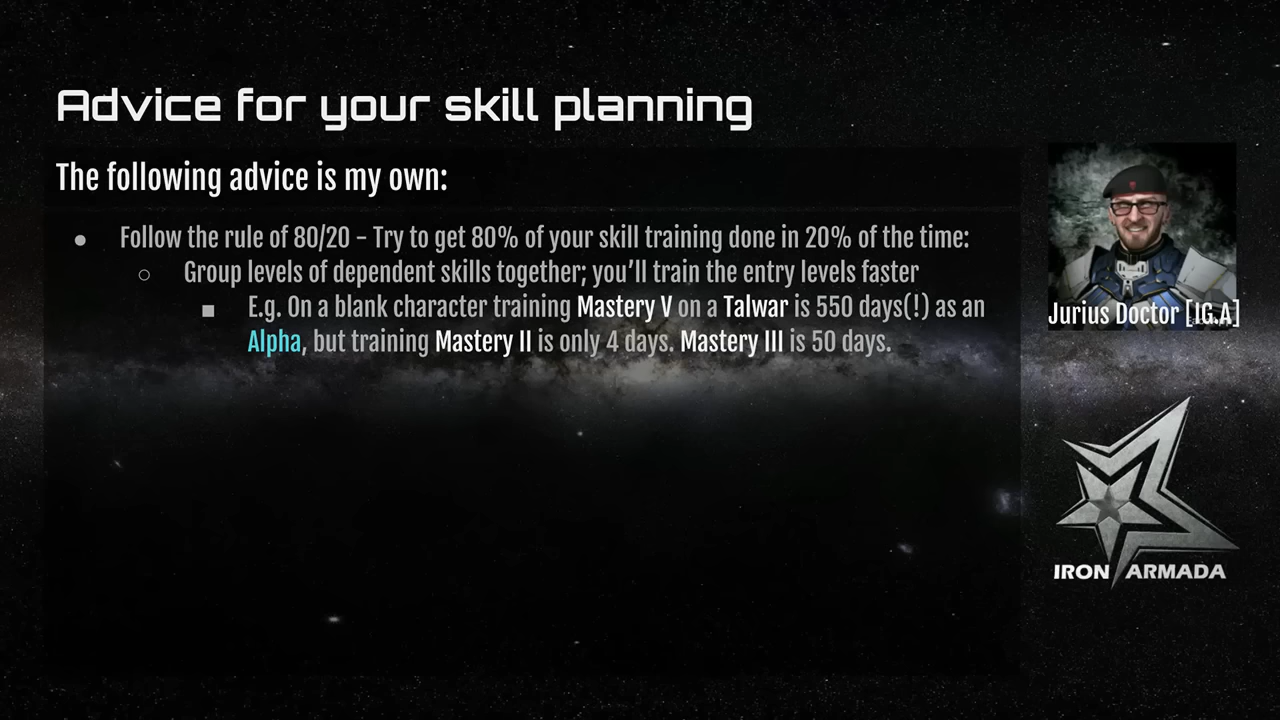 Advice for your skill planning
The following advice is my own:
● Follow the rule of 80/20 – Try to get 80% of your skill training done in 20% of the time:
○ Group levels of dependent skills together; you’ll train the entry levels faster
■ E.g. On a blank character training Mastery V on a Talwar is 550 days(!) as an
Alpha, but training Mastery II is only 4 days. Mastery III is 50 days.
Jurius Doctor [IG.A]
IRON ARMADA